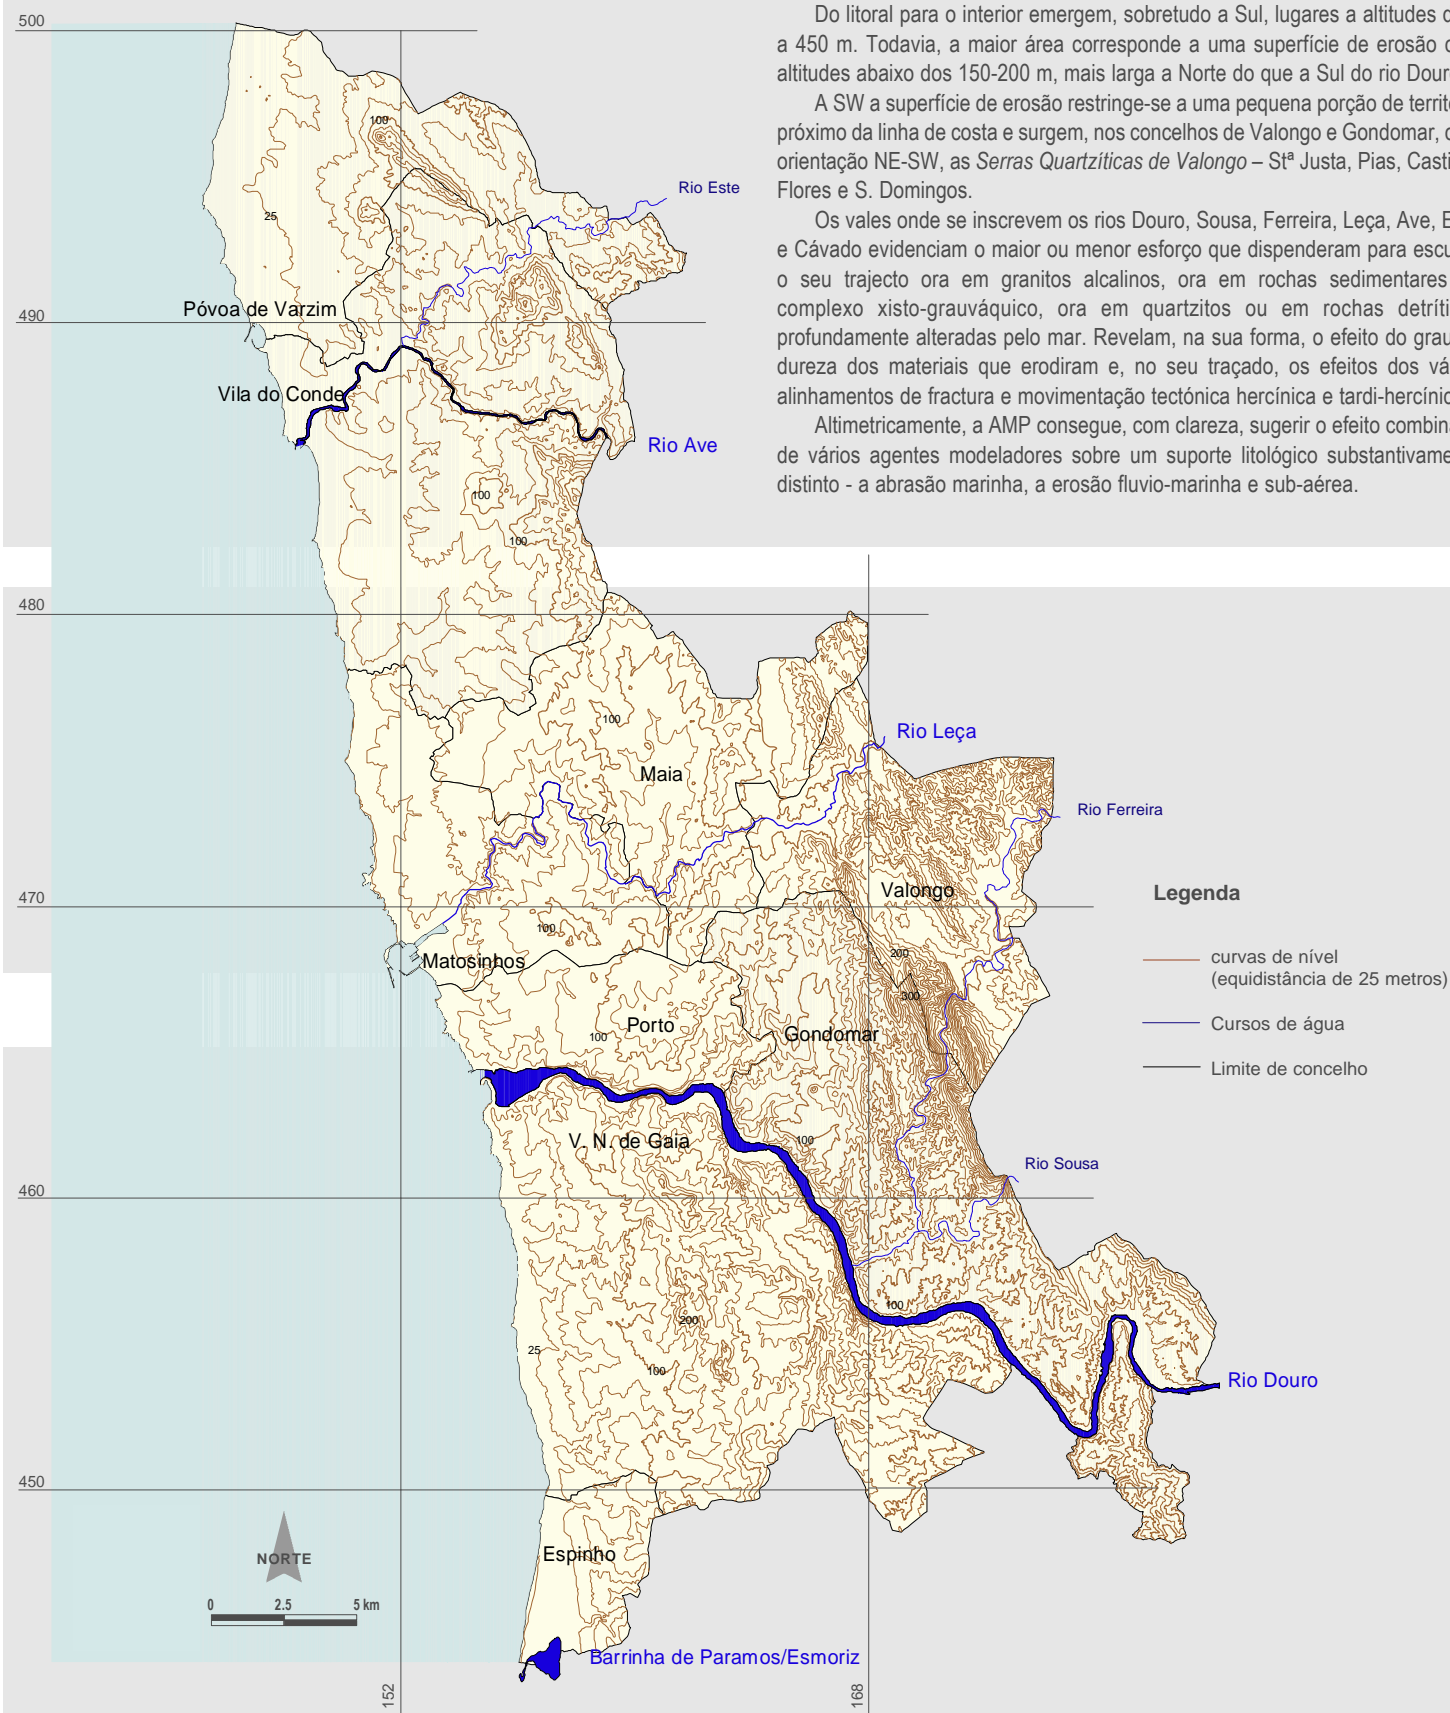 Do litoral para o interior emergem, sobretudo a Sul, lugares a altitudes
a 450 m. Todavia, a maior área corresponde a uma superfície de erosão
altitudes abaixo dos 150-200 m, mais larga a Norte do que a Sul do rio
A SW a superfície de erosão restringe-se a uma pequena porção de
próximo da linha de costa e surgem, nos concelhos de Valongo e Gondomar,
orientação NE-SW, as Serras Quartzíticas de Valongo – Stª Justa, Pias,
Flores e S. Domingos.
Os vales onde se inscrevem os rios Douro, Sousa, Ferreira, Leça, Ave,
e Cávado evidenciam o maior ou menor esforço que dispenderam para
o seu trajecto ora em granitos alcalinos, ora em rochas sedimentares
complexo xisto-grauváquico, ora em quartzitos ou em rochas
profundamente alteradas pelo mar. Revelam, na sua forma, o efeito do
dureza dos materiais que erodiram e, no seu traçado, os efeitos dos
alinhamentos de fractura e movimentação tectónica hercínica e
Altimetricamente, a AMP consegue, com clareza, sugerir o efeito
de vários agentes modeladores sobre um suporte litológico
distinto - a abrasão marinha, a erosão fluvio-marinha e sub-aérea.
500
100
Rio Este
25
Póvoa de Varzim
490
Vila do Conde
Rio Ave
100
100
480
100
Rio Leça
Maia
Rio Ferreira
Valongo
470
100
Matosinhos
200
300
Porto
100
Gondomar
V. N. de Gaia
100
Rio Sousa
460
100
200
25
100
Rio Douro
450
Espinho
Barrinha de Paramos/Esmoriz
152
168
NORTE
0 2.5 5 km
Legenda
curvas de nível
(equidistância de 25 metros)
Cursos de água
Limite de concelho